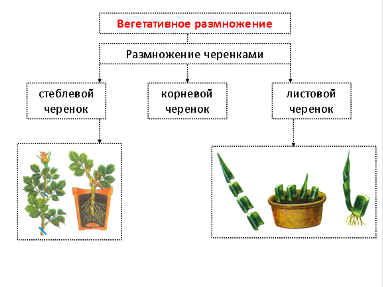 Вегетативное размножение
Размножение черенками
стеблевой
черенок
корневой
черенок
листовой
черенок